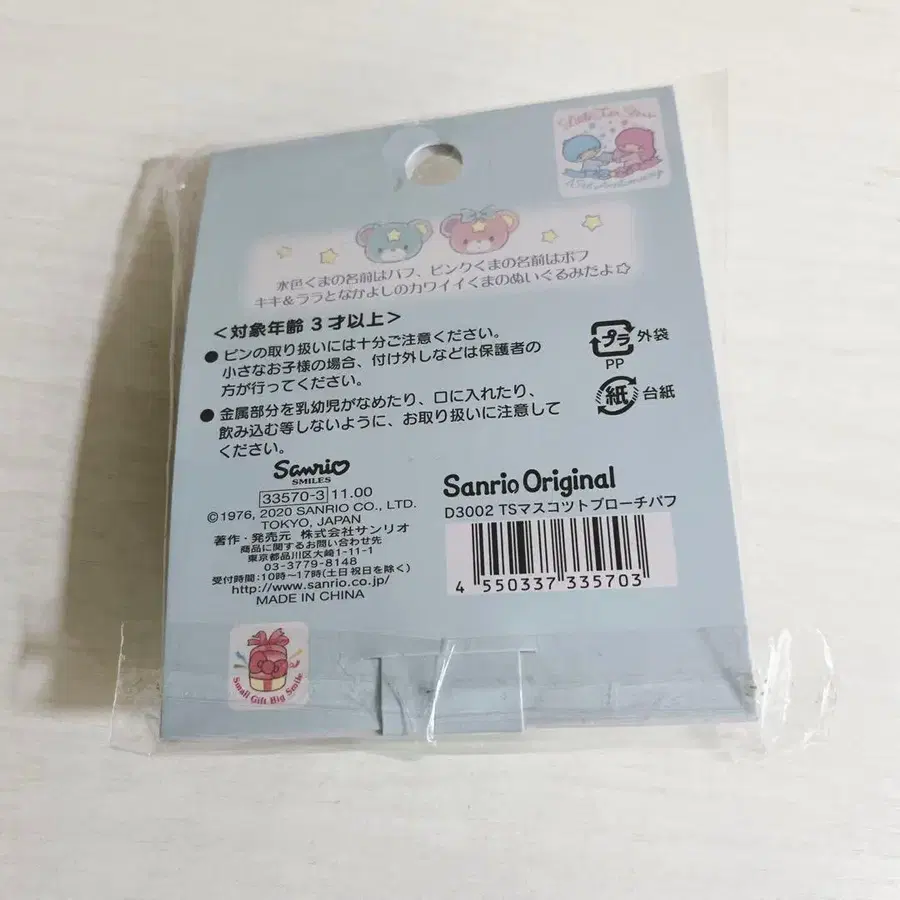 Little Twin Stars
45th Anniversary
水色くまの名前はパフ、ピンクくまの名前はポフ
キキ&ララとなかよしのカワイイくまのぬいぐるみだよ☆
<対象年齢 3才以上>
● ピンの取り扱いには十分ご注意ください。
小さなお子様の場合、付け外しなどは保護者の
方が行ってください。
● 金属部分を乳幼児がなめたり、口に入れたり、
飲み込む等しないように、お取り扱いに注意して
ください。
プラ 外袋
PP
紙 台紙
Sanrio
SMILES
33570-3 11.00
©1976, 2020 SANRIO CO., LTD.
TOKYO, JAPAN
著作・発売元 株式会社サンリオ
商品に関するお問い合わせ先
東京都品川区大崎1-11-1
03-3779-8148
受付時間:10時〜17時(土日祝日を除く)
http://www.sanrio.co.jp/
MADE IN CHINA
Sanrio Original
D3002 TSマスコットブローチパフ
4 550337 335703
Small Gift Big Smile